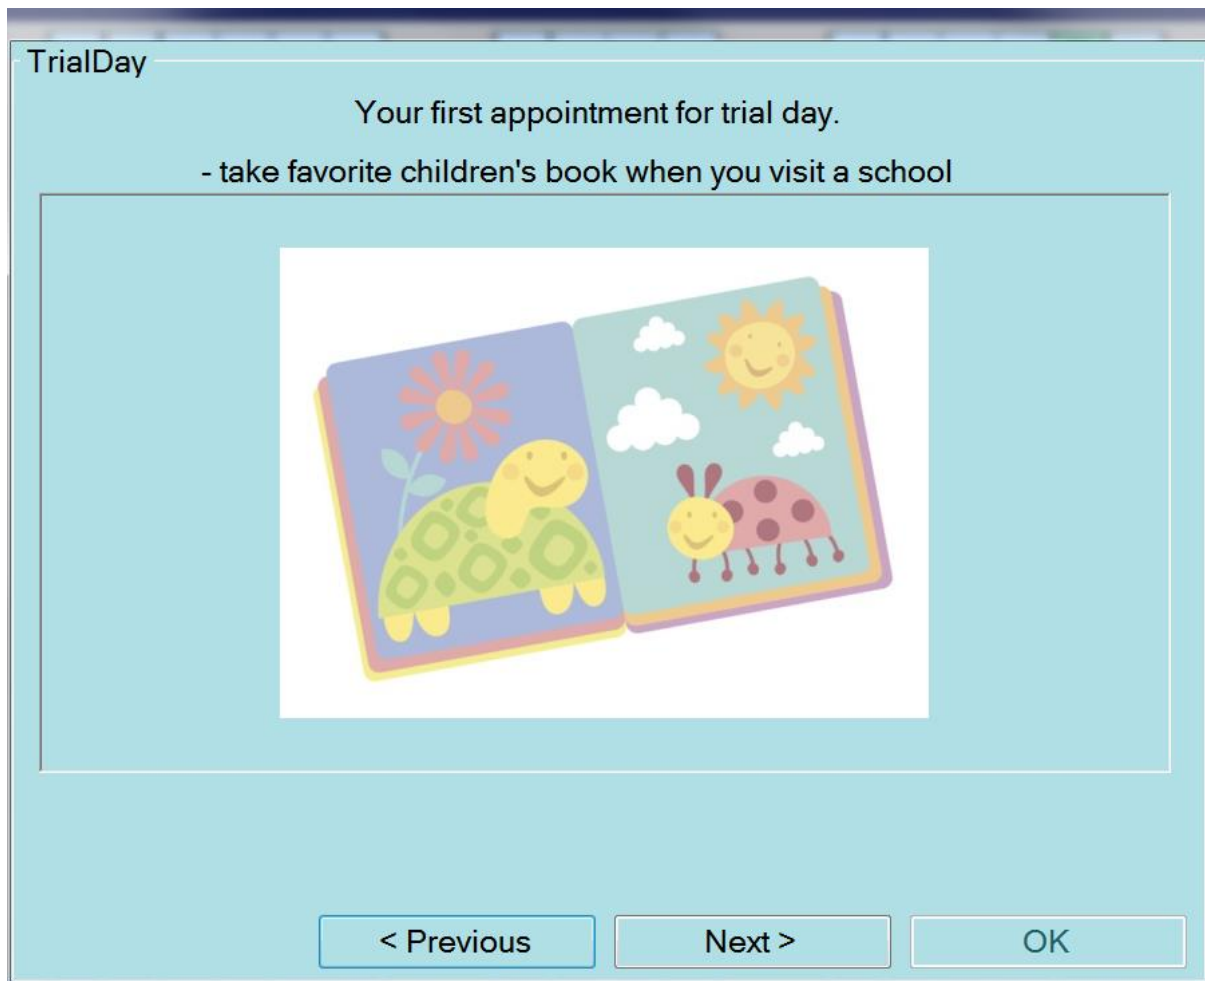 TrialDay
Your first appointment for trial day.
- take favorite children's book when you visit a school
< Previous
Next >
OK